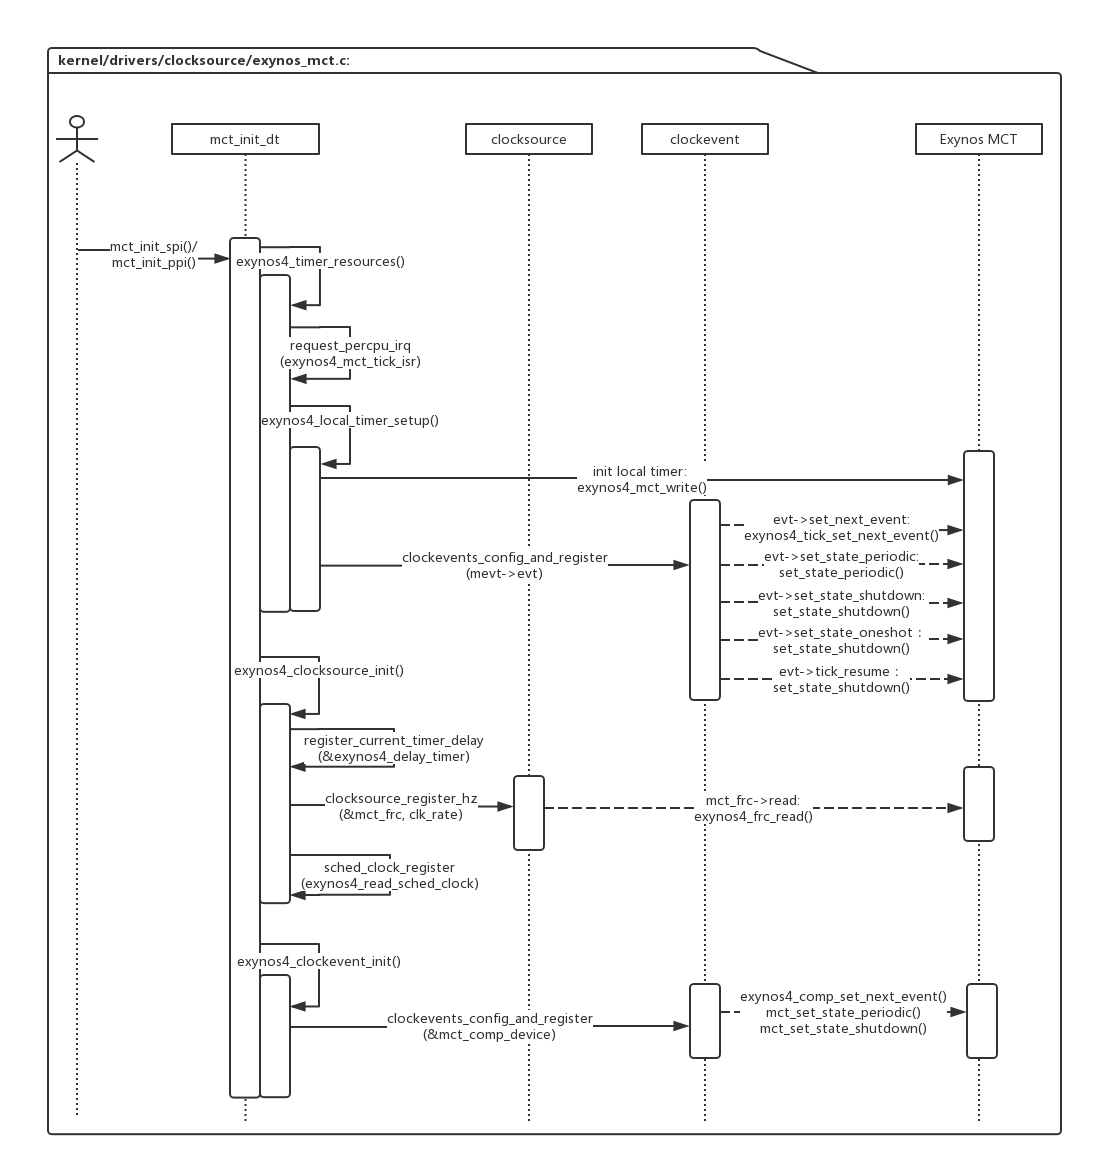 kernel/drivers/clocksource/exynos_mct.c:
mct_init_dt
clocksource
clockevent
Exynos MCT
mct_init_spi()/
mct_init_ppi()
exynos4_timer_resources()
request_percpu_irq
(exynos4_mct_tick_isr)
exynos4_local_timer_setup()
init local timer:
exynos4_mct_write()
evt->set_next_event:
exynos4_tick_set_next_event()
clockevents_config_and_register
(mevt->evt)
evt->set_state_periodic:
set_state_periodic()
evt->set_state_shutdown:
set_state_shutdown()
evt->set_state_oneshot：
set_state_shutdown()
evt->tick_resume：
set_state_shutdown()
exynos4_clocksource_init()
register_current_timer_delay
(&exynos4_delay_timer)
clocksource_register_hz
(&mct_frc, clk_rate)
mct_frc->read:
exynos4_frc_read()
sched_clock_register
(exynos4_read_sched_clock)
exynos4_clockevent_init()
clockevents_config_and_register
(&mct_comp_device)
exynos4_comp_set_next_event()
mct_set_state_periodic()
mct_set_state_shutdown()